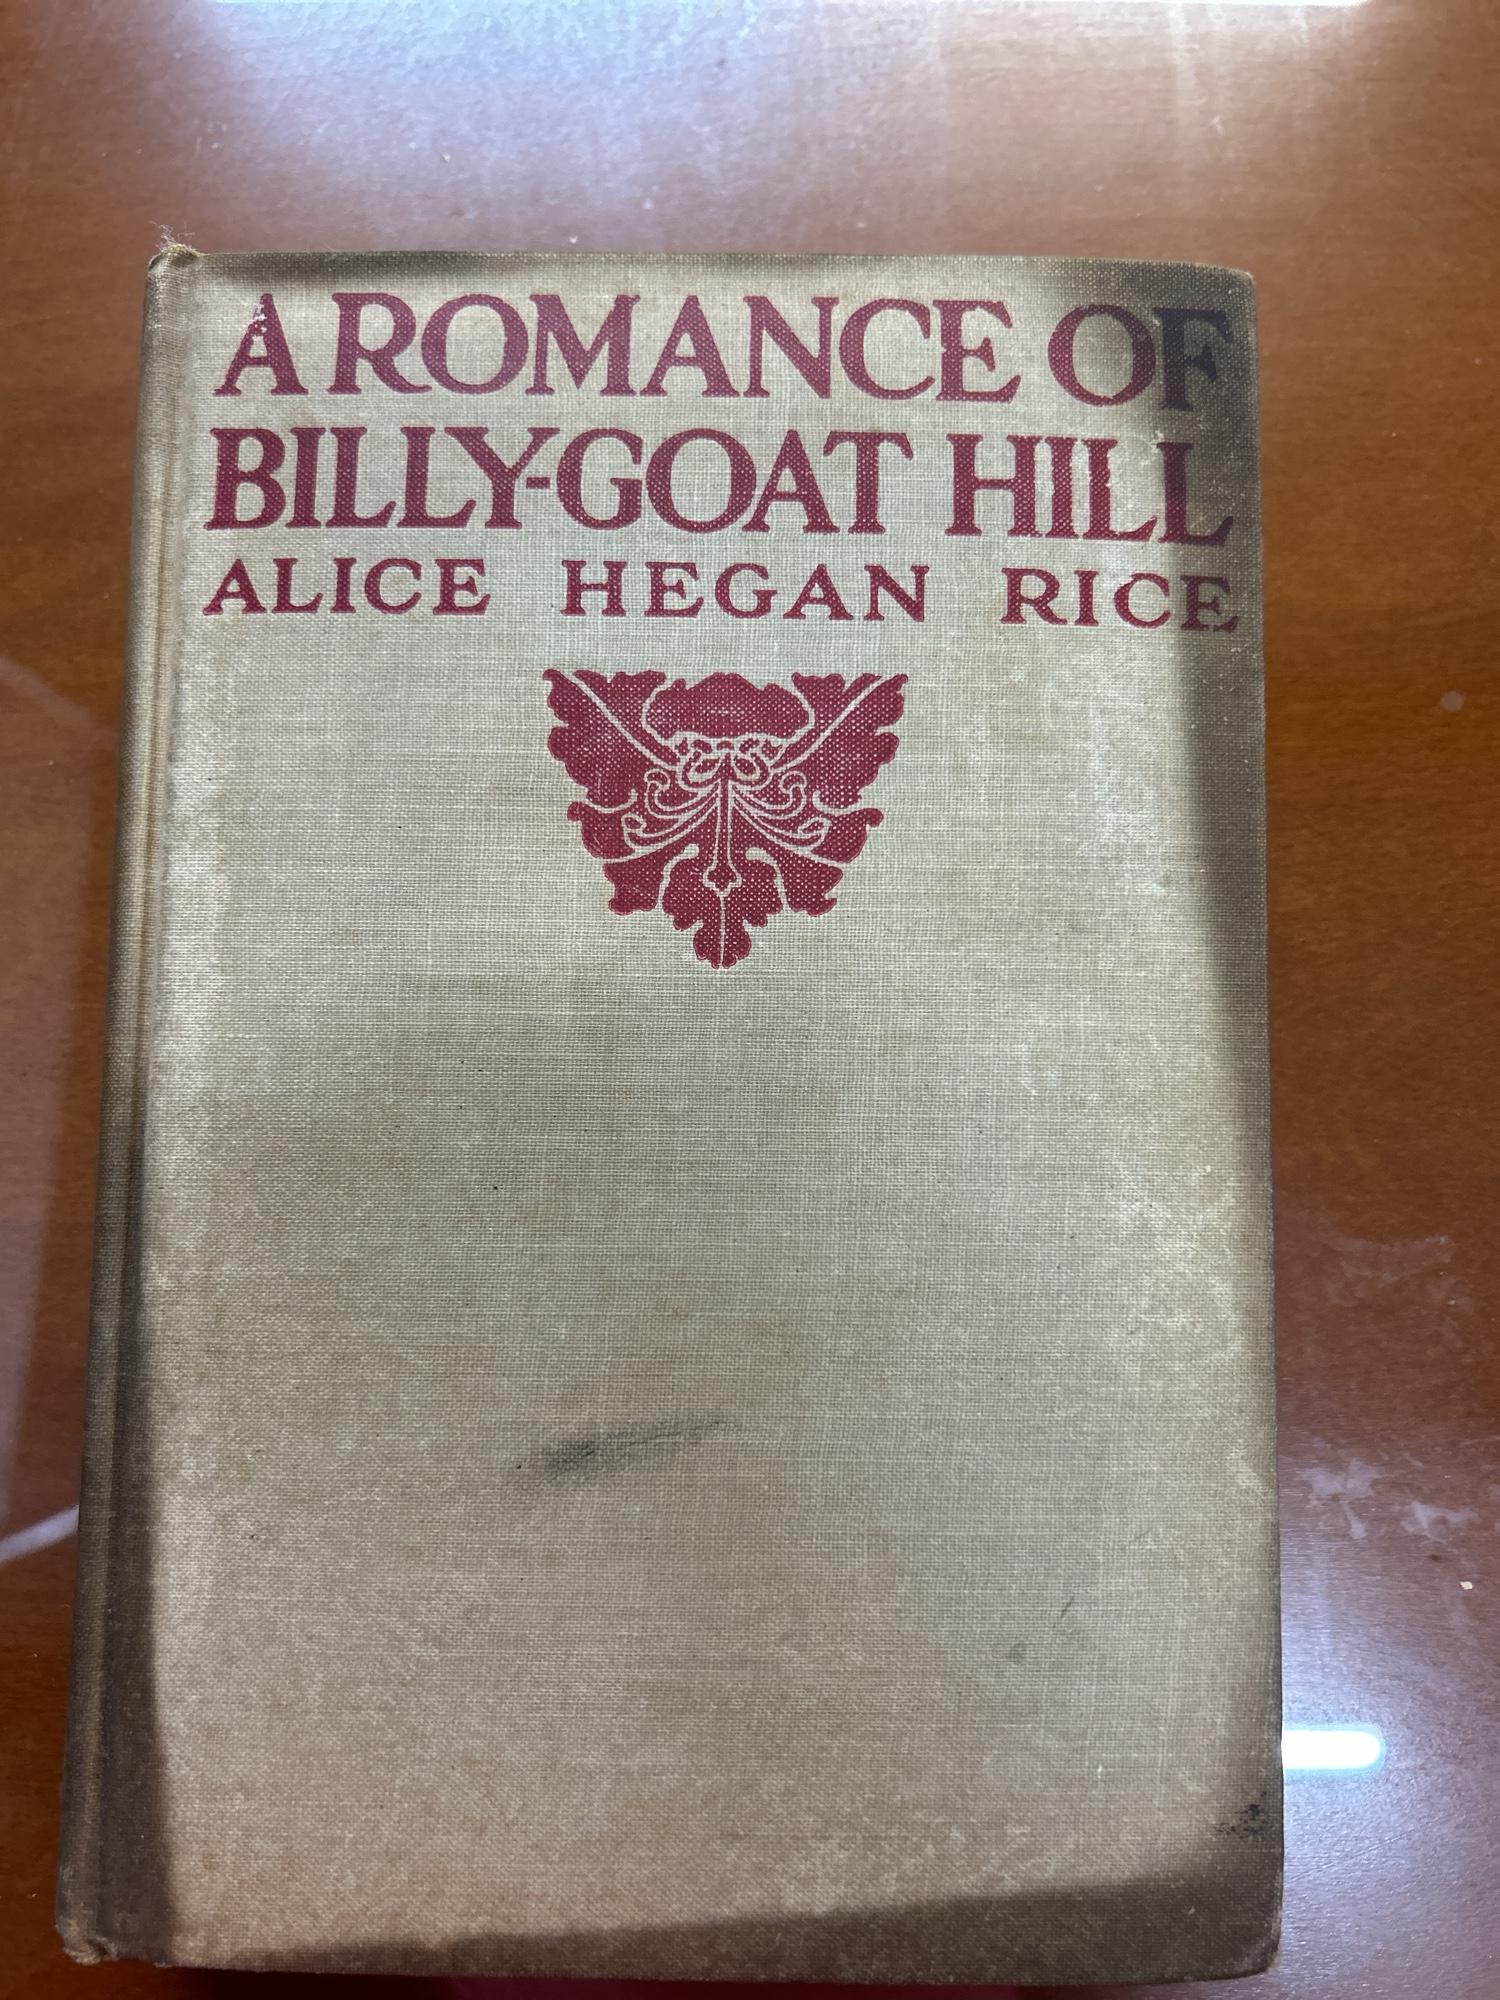 A ROMANCE OF
BILLY-GOAT HILL
ALICE HEGAN RICE